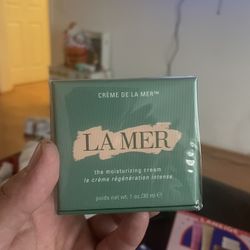 CRÈME DE LA MER™
LA MER
the moisturizing cream
la crème régénération intense
poids net wt. 1 oz./30 ml ℮
LANEIGE